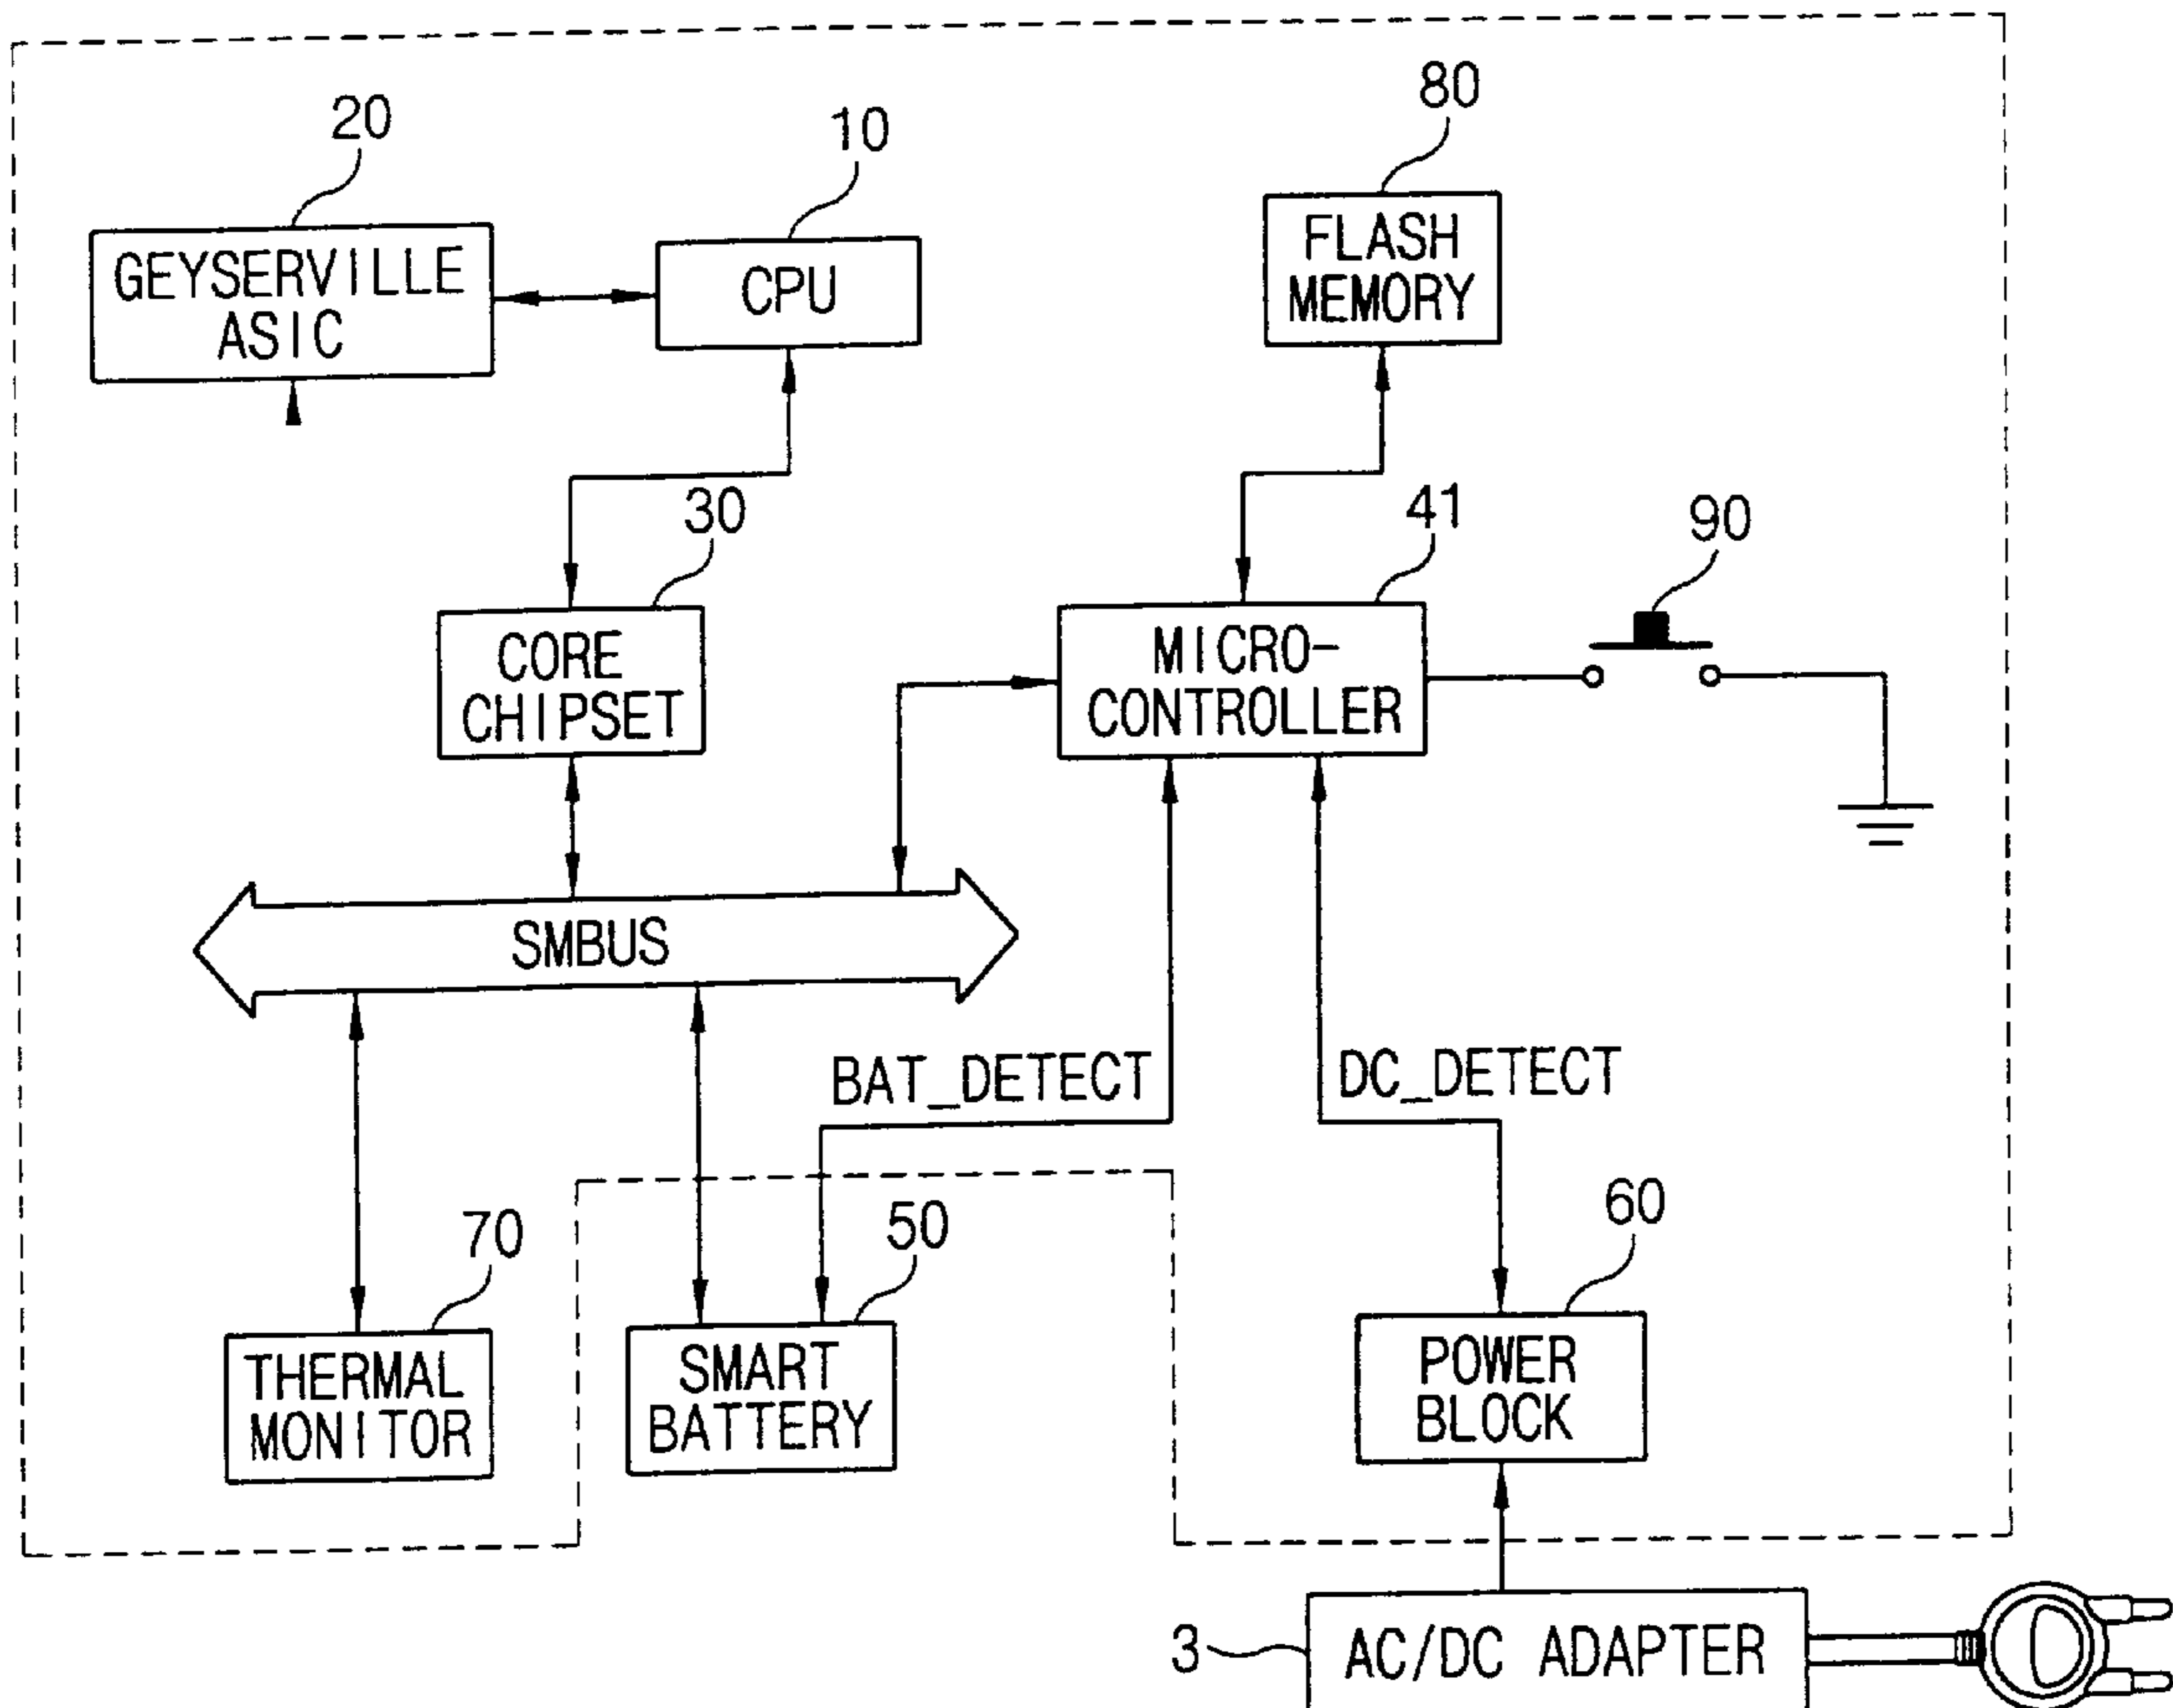 20
10
80
GEYSERVILLE
ASIC
CPU
FLASH
MEMORY
30
41
90
CORE
CHIPSET
MICRO-
CONTROLLER
SMBUS
BAT_DETECT
DC_DETECT
70
50
60
THERMAL
MONITOR
SMART
BATTERY
POWER
BLOCK
3
AC/DC ADAPTER